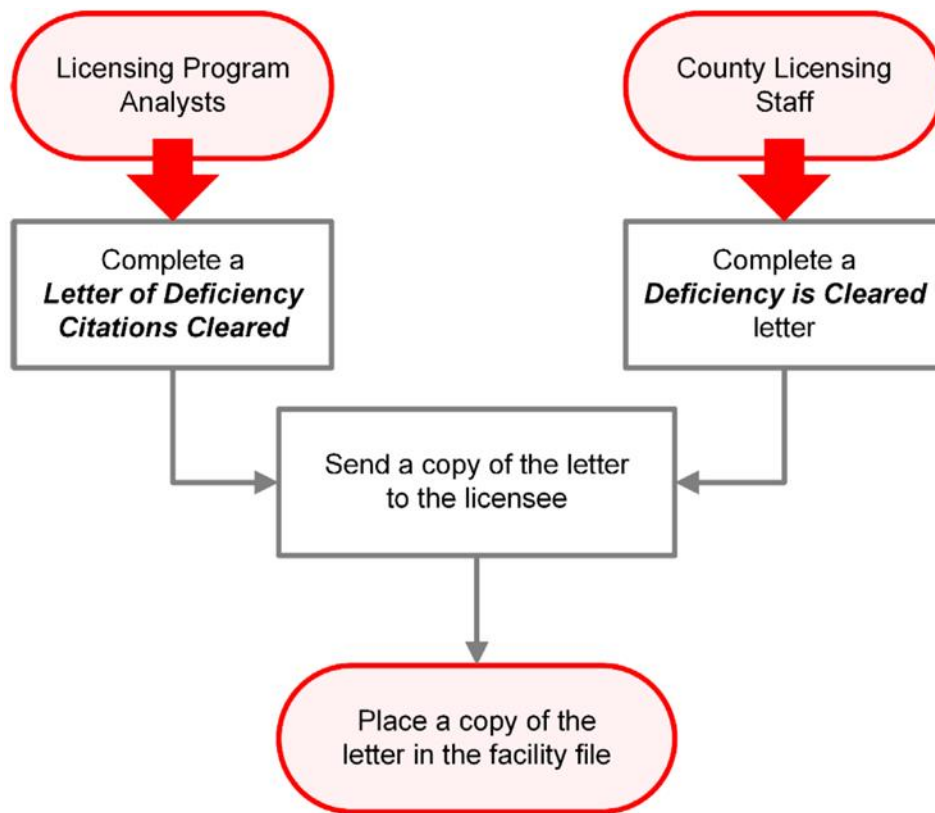 Licensing Program
Analysts
County Licensing
Staff
Complete a
Letter of Deficiency
Citations Cleared
Complete a
Deficiency is Cleared
letter
Send a copy of the letter
to the licensee
Place a copy of the
letter in the facility file